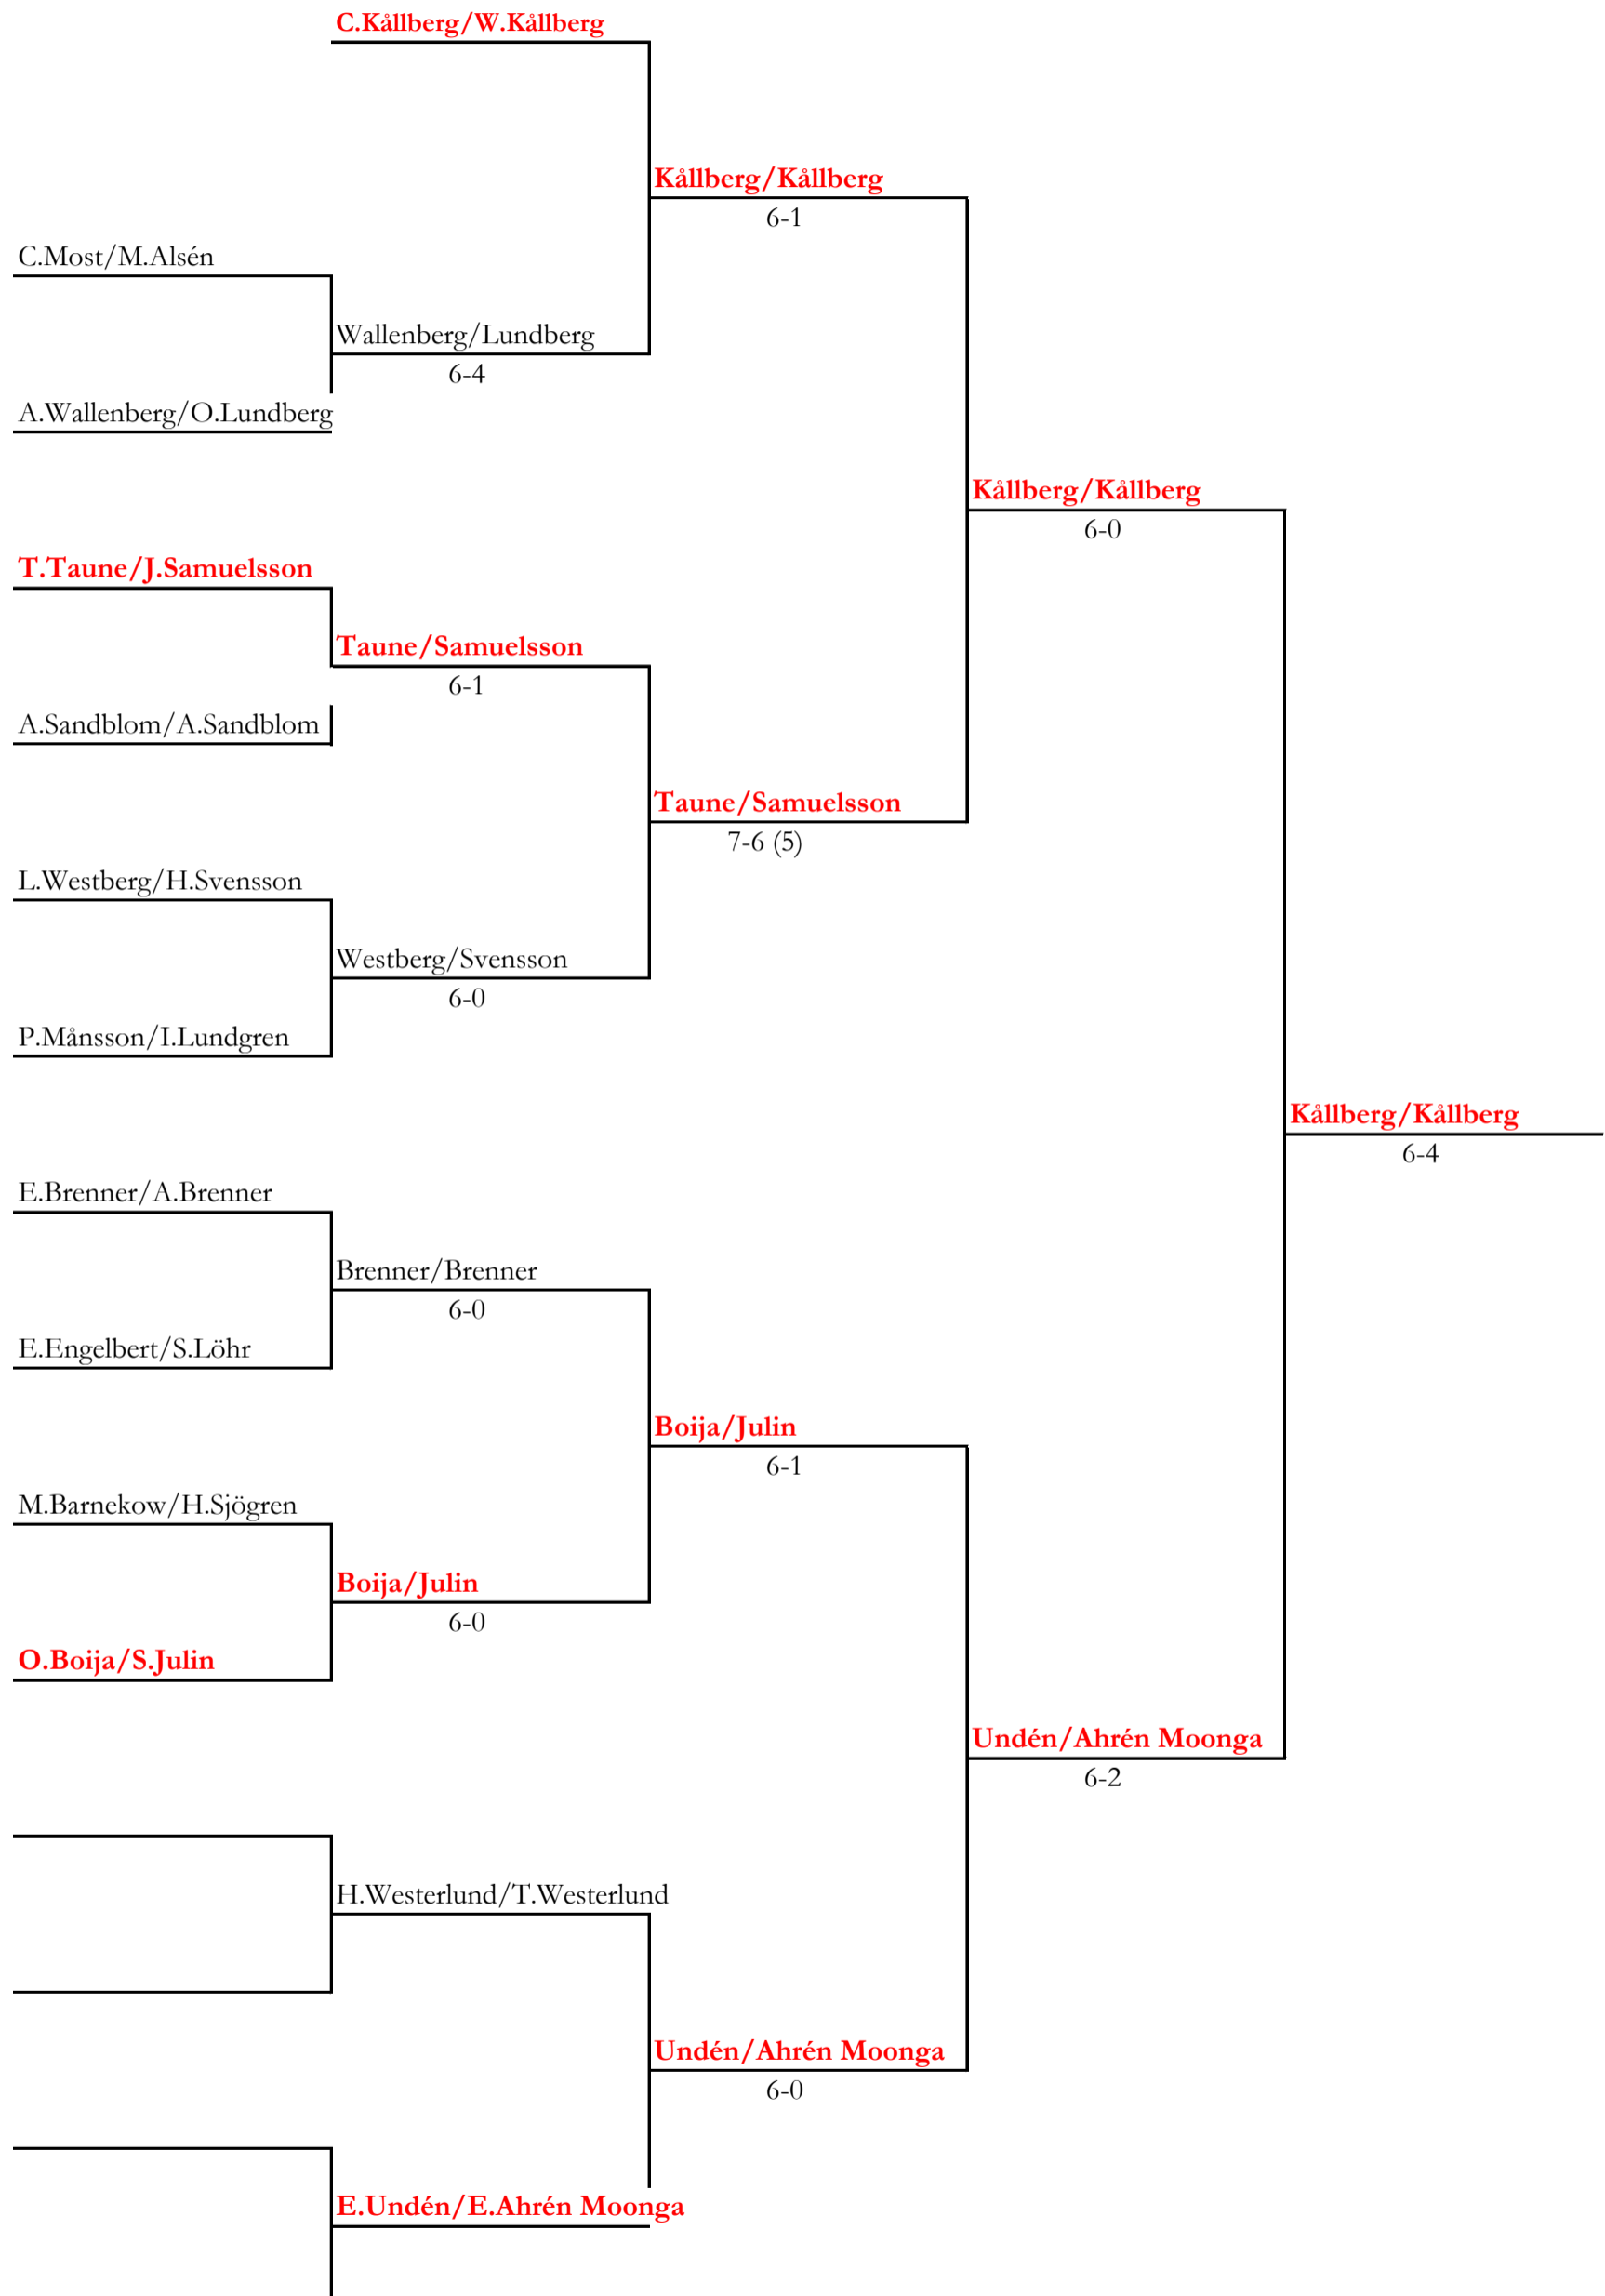 C.Kållberg/W.Kållberg
Kållberg/Kållberg
6-1
C.Most/M.Alsén
Wallenberg/Lundberg
6-4
A.Wallenberg/O.Lundberg
Kållberg/Kållberg
6-0
T.Taune/J.Samuelsson
Taune/Samuelsson
6-1
A.Sandblom/A.Sandblom
Taune/Samuelsson
7-6 (5)
L.Westberg/H.Svensson
Westberg/Svensson
6-0
P.Månsson/I.Lundgren
Kållberg/Kållberg
6-4
E.Brenner/A.Brenner
Brenner/Brenner
6-0
E.Engelbert/S.Löhr
Boija/Julin
6-1
M.Barnekow/H.Sjögren
Boija/Julin
6-0
O.Boija/S.Julin
Undén/Ahrén Moonga
6-2
H.Westerlund/T.Westerlund
Undén/Ahrén Moonga
6-0
E.Undén/E.Ahrén Moonga